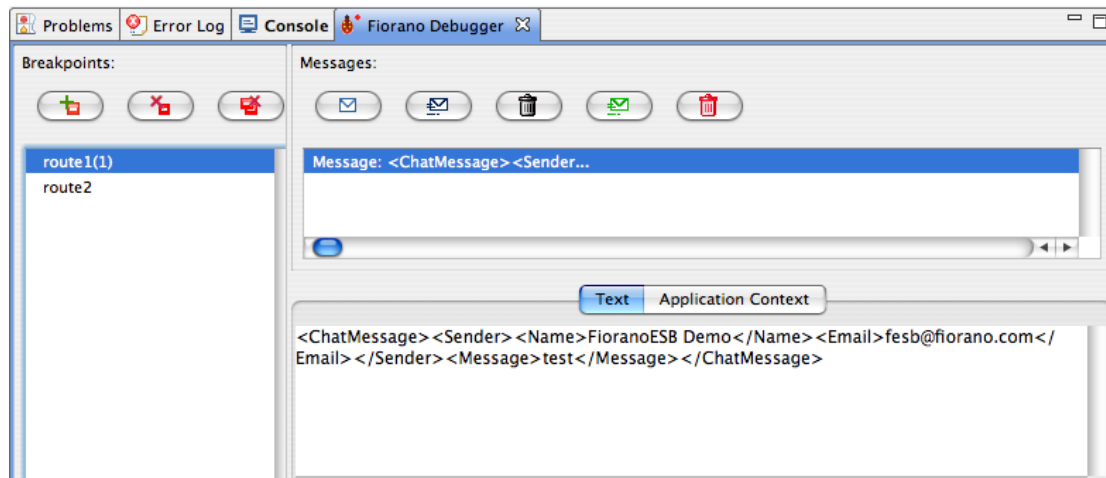 Problems Error Log Console Fiorano Debugger
Breakpoints:
Messages:
route1(1)
route2
Message: <ChatMessage><Sender...
Text Application Context
<ChatMessage><Sender><Name>FioranoESB Demo</Name><Email>fesb@fiorano.com</
Email></Sender><Message>test</Message></ChatMessage>